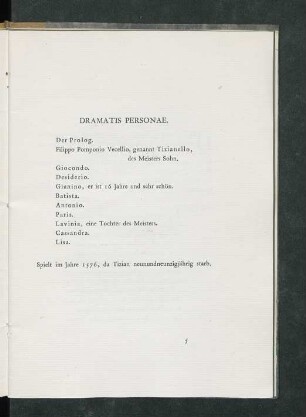 DRAMATIS PERSONAE.
Der Prolog.
Filippo Pomponio Vecellio, genannt Tizianello,
des Meisters Sohn.
Giocondo.
Desiderio.
Gianino, er ist 16 Jahre und sehr schön.
Batista.
Antonio.
Paris.
Lavinia, eine Tochter des Meisters.
Cassandra.
Lisa.
Spielt im Jahre 1576, da Tizian neunundneunzigjährig starb.